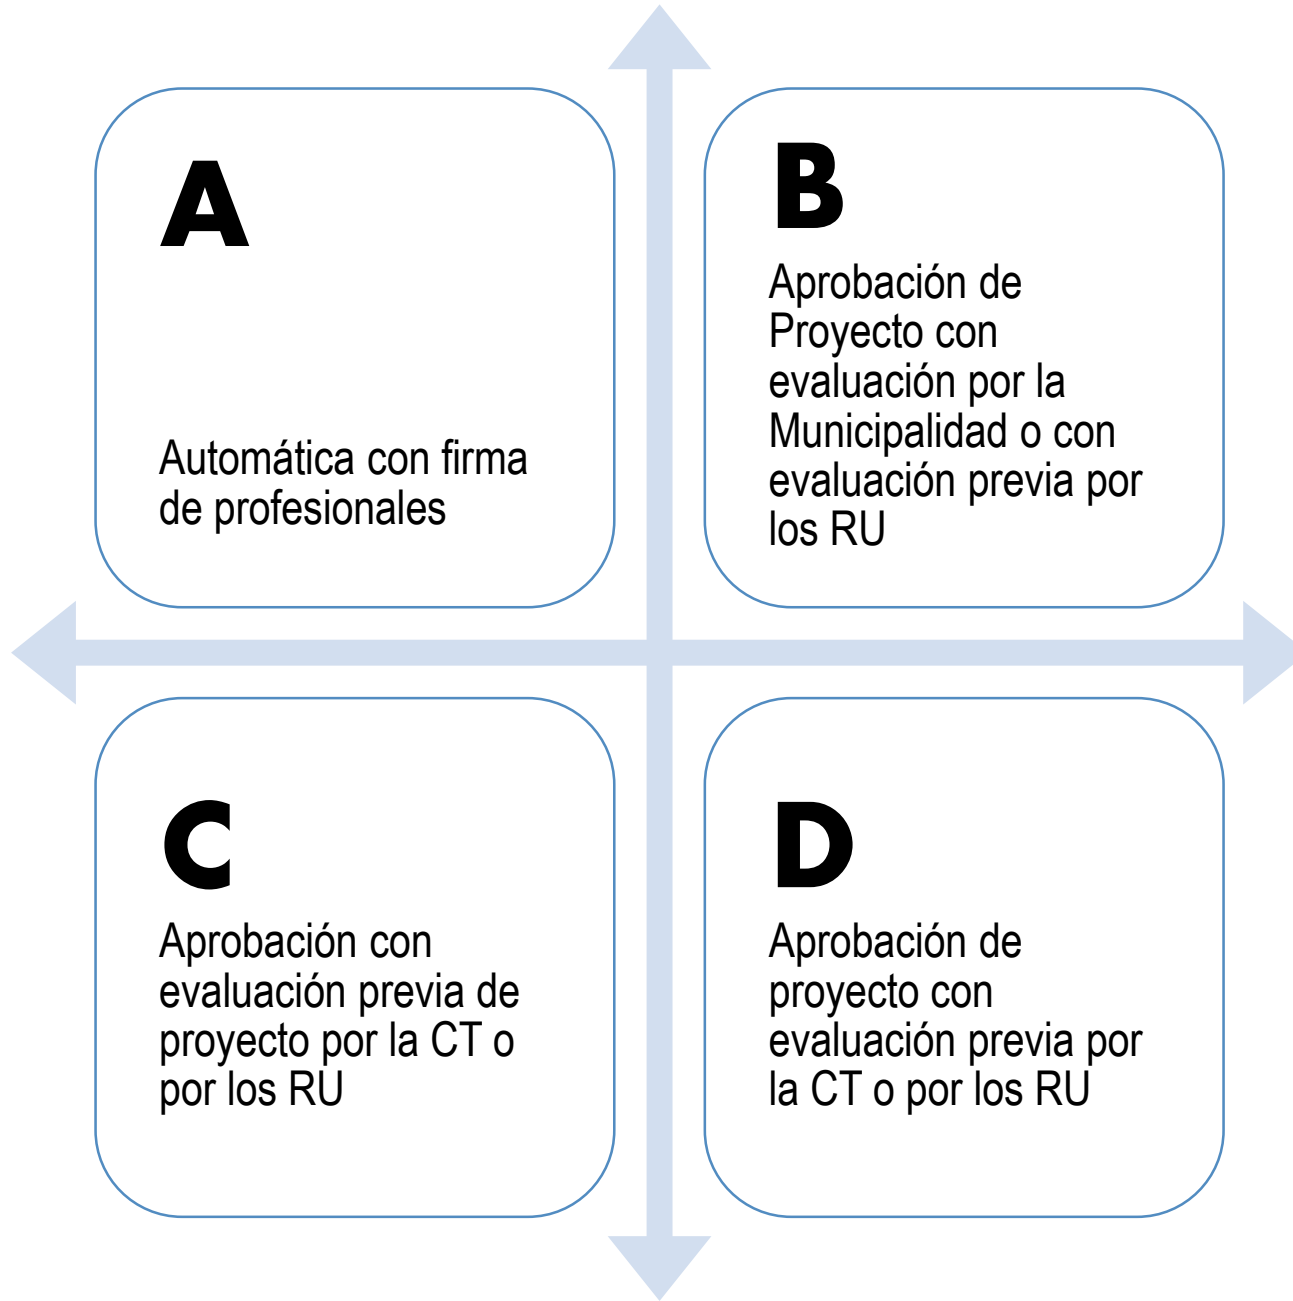 A
Automática con firma
de profesionales
B
Aprobación de
Proyecto con
evaluación por la
Municipalidad o con
evaluación previa por
los RU
C
Aprobación con
evaluación previa de
proyecto por la CT o
por los RU
D
Aprobación de
proyecto con
evaluación previa por
la CT o por los RU